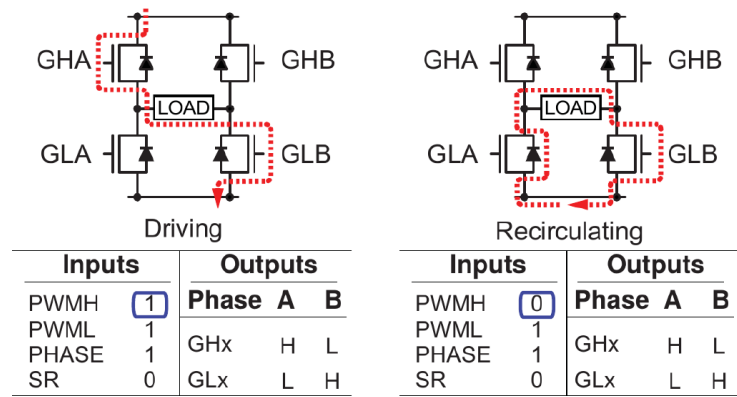 GHA GHB
LOAD
GLA GLB
Driving
Inputs Outputs
PWMH 1 Phase A B
PWML 1
PHASE 1 GHx H L
SR 0 GLx L H
GHA GHB
LOAD
GLA GLB
Recirculating
Inputs Outputs
PWMH 0 Phase A B
PWML 1
PHASE 1 GHx H L
SR 0 GLx L H